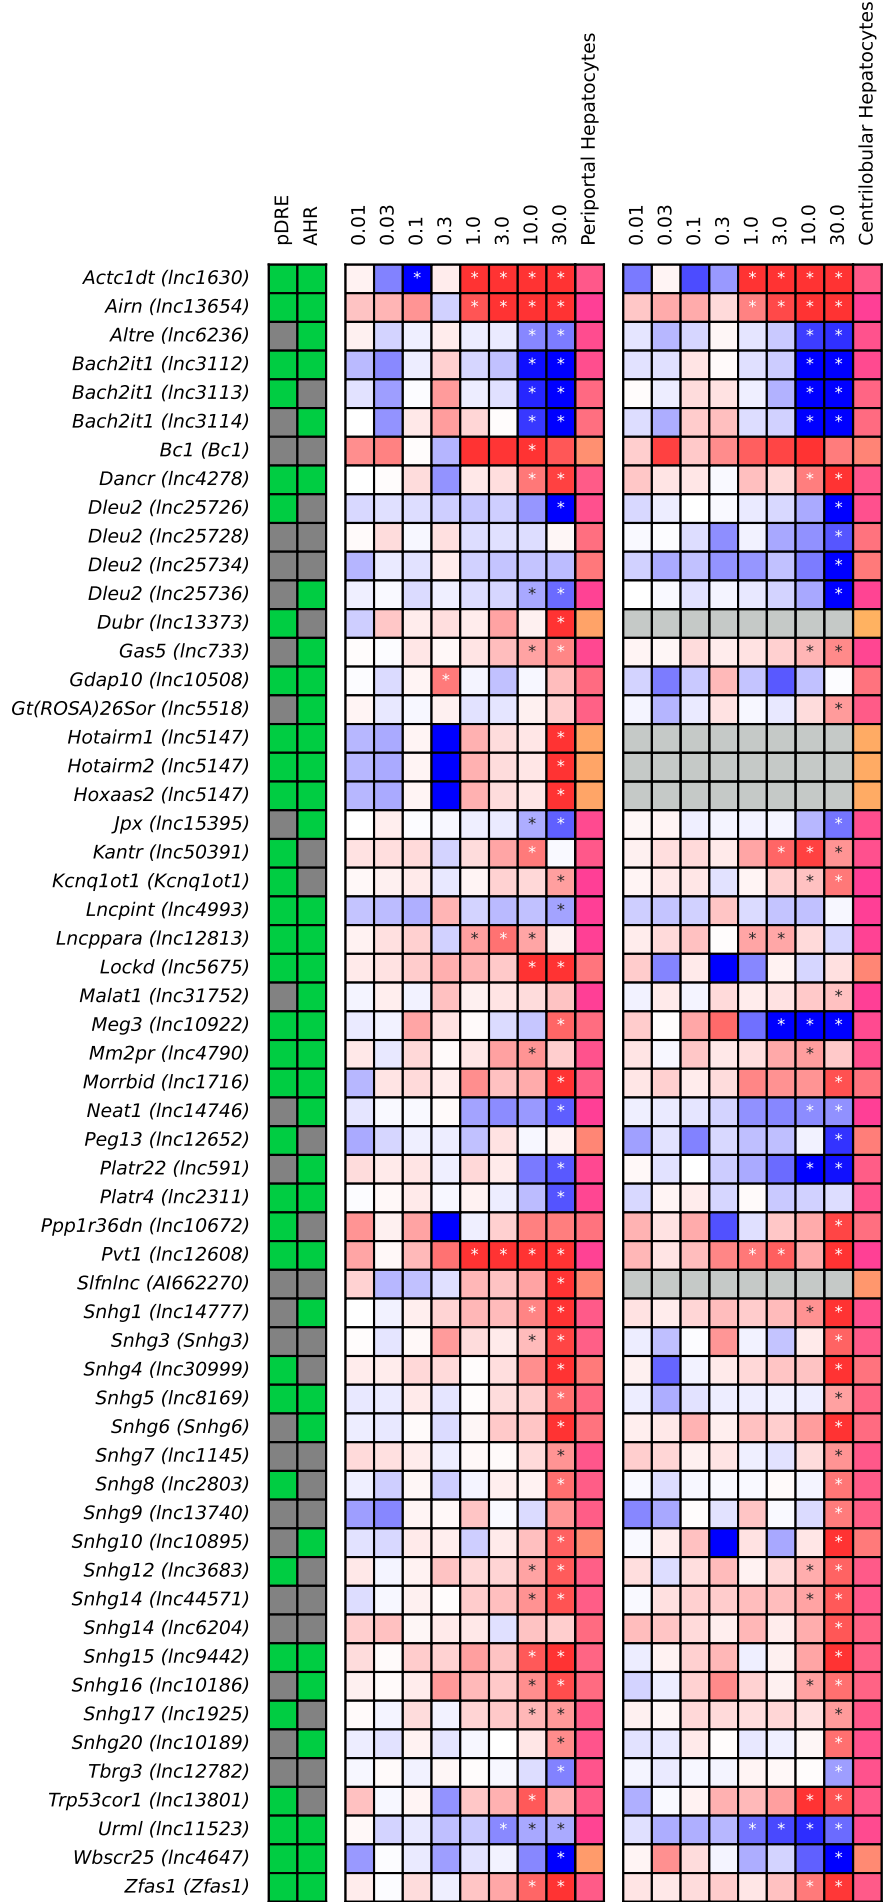 pDRE AHR 0.01 0.03 0.1 0.3 1.0 3.0 10.0 30.0 Periportal Hepatocytes 0.01 0.03 0.1 0.3 1.0 3.0 10.0 30.0 Centrilobular Hepatocytes
Actc1dt (lnc1630) * * * * * * * * *
Airn (lnc13654) * * * * * * * *
Altre (lnc6236) * * * *
Bach2it1 (lnc3112) * * * *
Bach2it1 (lnc3113) * * * *
Bach2it1 (lnc3114) * * * *
Bc1 (Bc1) *
Dancr (lnc4278) * * * *
Dleu2 (lnc25726) * *
Dleu2 (lnc25728) *
Dleu2 (lnc25734) *
Dleu2 (lnc25736) * * *
Dubr (lnc13373) *
Gas5 (lnc733) * * * *
Gdap10 (lnc10508) *
Gt(ROSA)26Sor (lnc5518) *
Hotairm1 (lnc5147) *
Hotairm2 (lnc5147) *
Hoxaas2 (lnc5147) *
Jpx (lnc15395) * * *
Kantr (lnc50391) * * * *
Kcnq1ot1 (Kcnq1ot1) * * *
Lncpint (lnc4993) *
Lncppara (lnc12813) * * * * *
Lockd (lnc5675) * *
Malat1 (lnc31752) *
Meg3 (lnc10922) * * * *
Mm2pr (lnc4790) * *
Morrbid (lnc1716) * *
Neat1 (lnc14746) * * *
Peg13 (lnc12652) *
Platr22 (lnc591) * * *
Platr4 (lnc2311) *
Ppp1r36dn (lnc10672) *
Pvt1 (lnc12608) * * * * * * *
Slfnlnc (AI662270) *
Snhg1 (lnc14777) * * * *
Snhg3 (Snhg3) * * *
Snhg4 (lnc30999) * *
Snhg5 (lnc8169) * *
Snhg6 (Snhg6) * *
Snhg7 (lnc1145) * *
Snhg8 (lnc2803) * *
Snhg9 (lnc13740) *
Snhg10 (lnc10895) * *
Snhg12 (lnc3683) * * * *
Snhg14 (lnc44571) * * * *
Snhg14 (lnc6204) *
Snhg15 (lnc9442) * * *
Snhg16 (lnc10186) * * * *
Snhg17 (lnc1925) * * *
Snhg20 (lnc10189) * *
Tbrg3 (lnc12782) * *
Trp53cor1 (lnc13801) * * *
Urml (lnc11523) * * * * * * *
Wbscr25 (lnc4647) * *
Zfas1 (Zfas1) * * * *